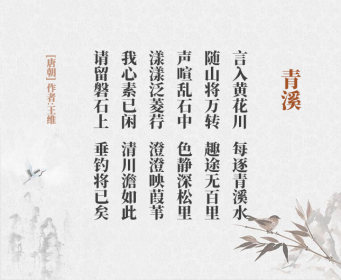 青溪
言入黄花川 每逐青溪水
随山将万转 趣途无百里
声喧乱石中 色静深松里
漾漾泛菱荇 澄澄映葭苇
我心素已闲 清川澹如此
请留磐石上 垂钓将已矣
[唐朝] 作者:王维